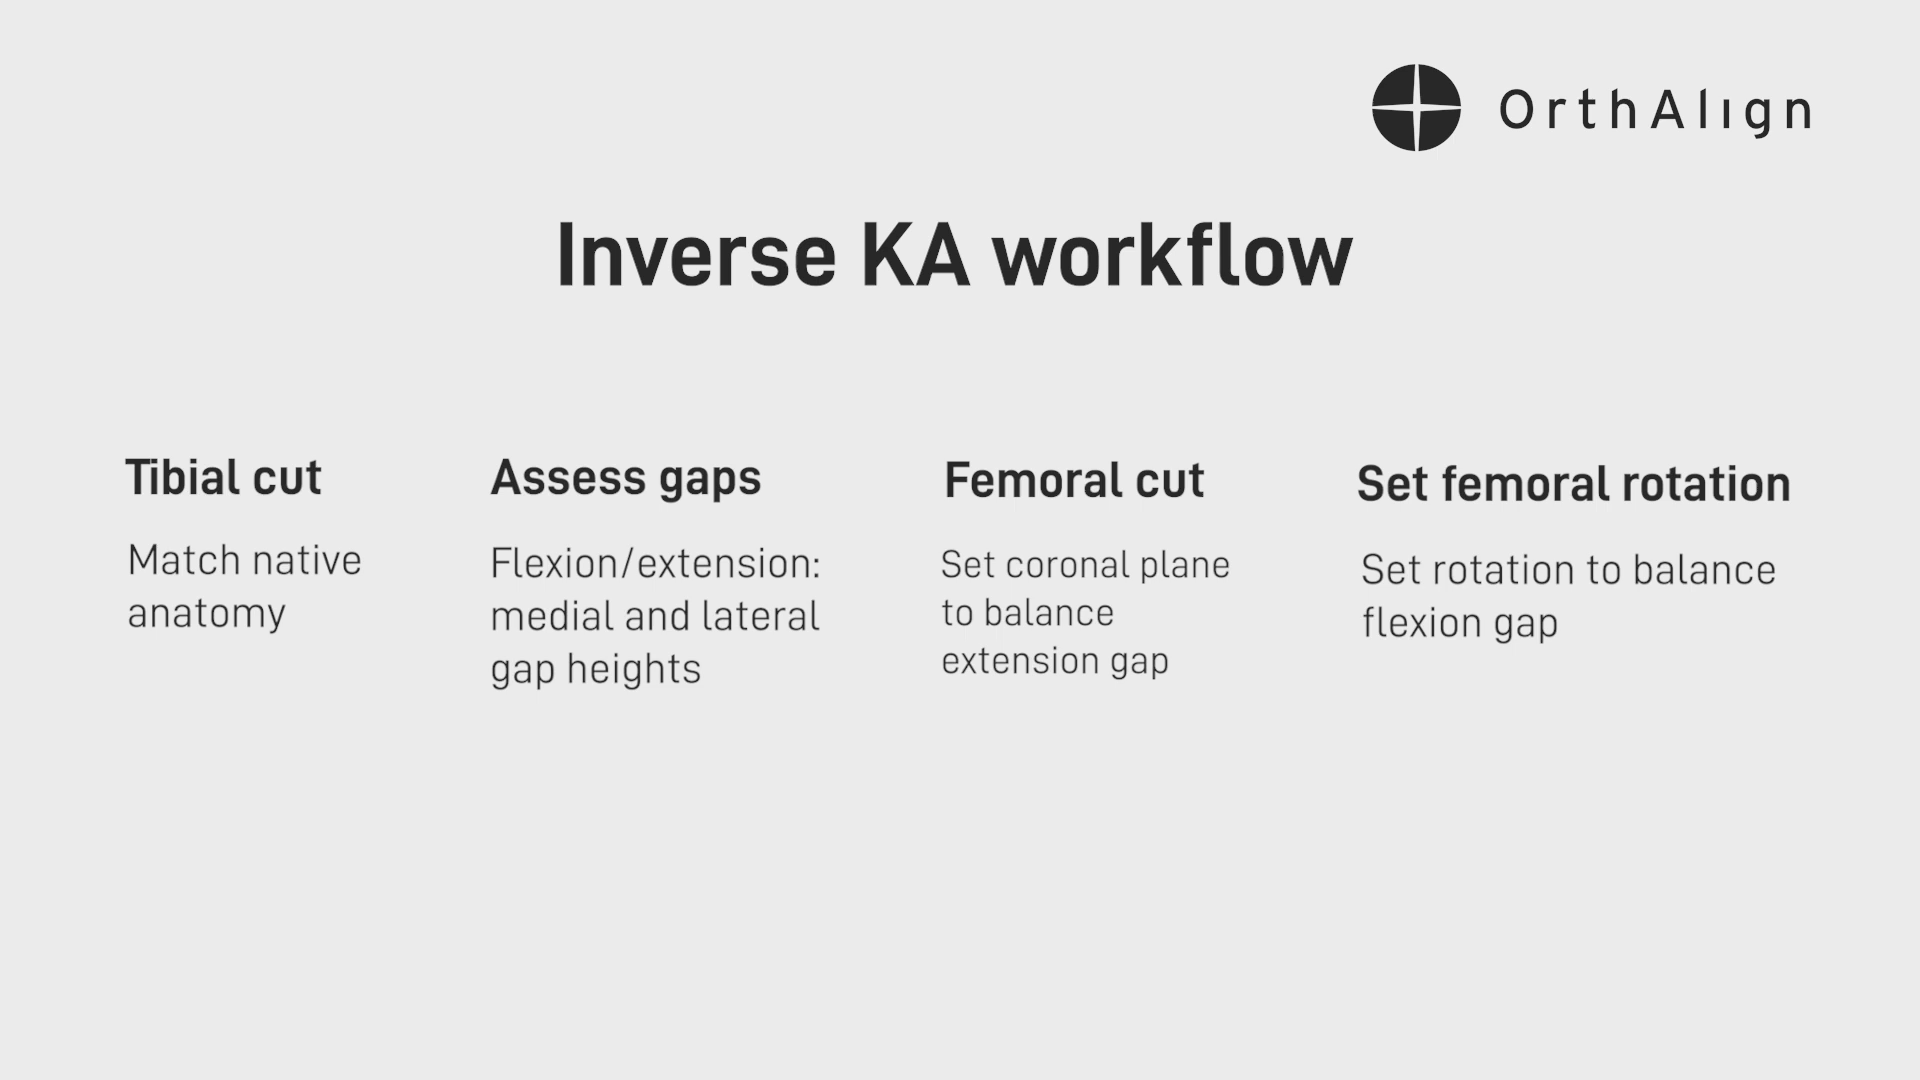 OrthAlign
Inverse KA workflow
Tibial cut
Match native
anatomy
Assess gaps
Flexion/extension:
medial and lateral
gap heights
Femoral cut
Set coronal plane
to balance
extension gap
Set femoral rotation
Set rotation to balance
flexion gap